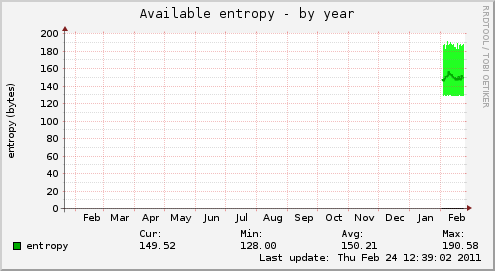 Available entropy - by year
RRDTOOL / TOBI OETIKER
entropy (bytes)
200
180
160
140
120
100
80
60
40
20
0
Feb Mar Apr May Jun Jul Aug Sep Oct Nov Dec Jan Feb
Cur: Min: Avg: Max:
entropy 149.52 128.00 150.21 190.58
Last update: Thu Feb 24 12:39:02 2011